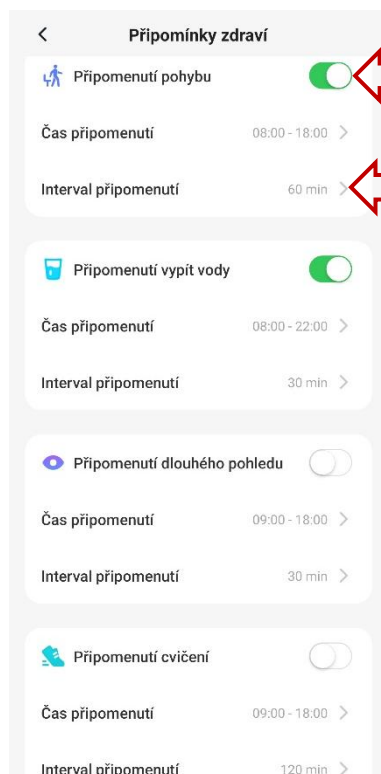 Připomínky zdraví
Připomenutí pohybu
Čas připomenutí 08:00 - 18:00
Interval připomenutí 60 min
Připomenutí vypít vody
Čas připomenutí 08:00 - 22:00
Interval připomenutí 30 min
Připomenutí dlouhého pohledu
Čas připomenutí 09:00 - 18:00
Interval připomenutí 30 min
Připomenutí cvičení
Čas připomenutí 09:00 - 18:00
Interval připomenutí 120 min